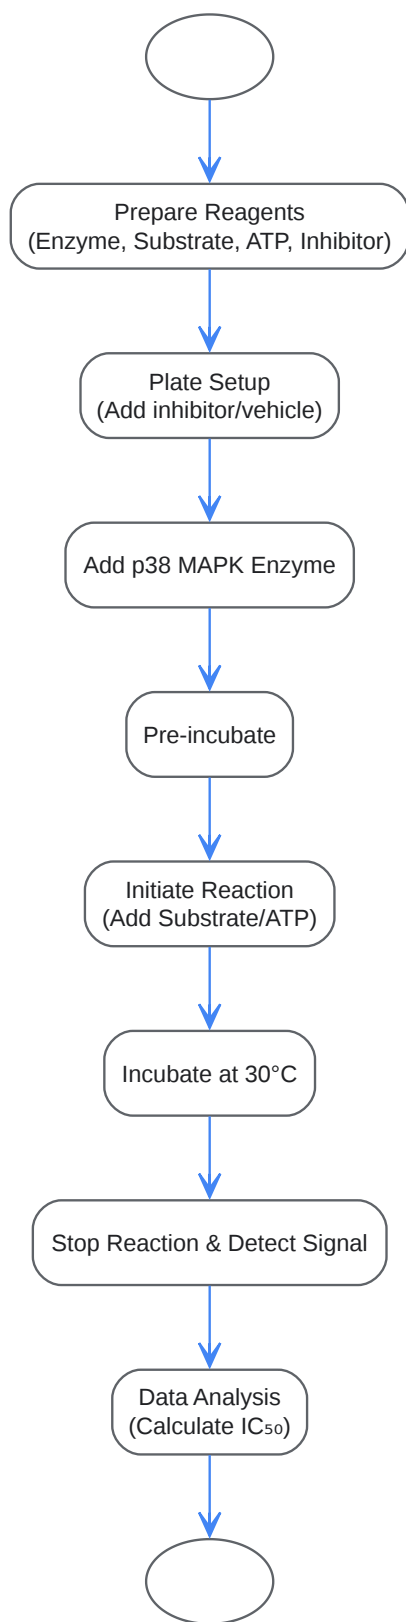 Prepare Reagents
(Enzyme, Substrate, ATP, Inhibitor)
Plate Setup
(Add inhibitor/vehicle)
Add p38 MAPK Enzyme
Pre-incubate
Initiate Reaction
(Add Substrate/ATP)
Incubate at 30°C
Stop Reaction & Detect Signal
Data Analysis
(Calculate IC₅₀)